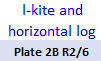 l-kite and
horizontal log
Plate 2B R2/6